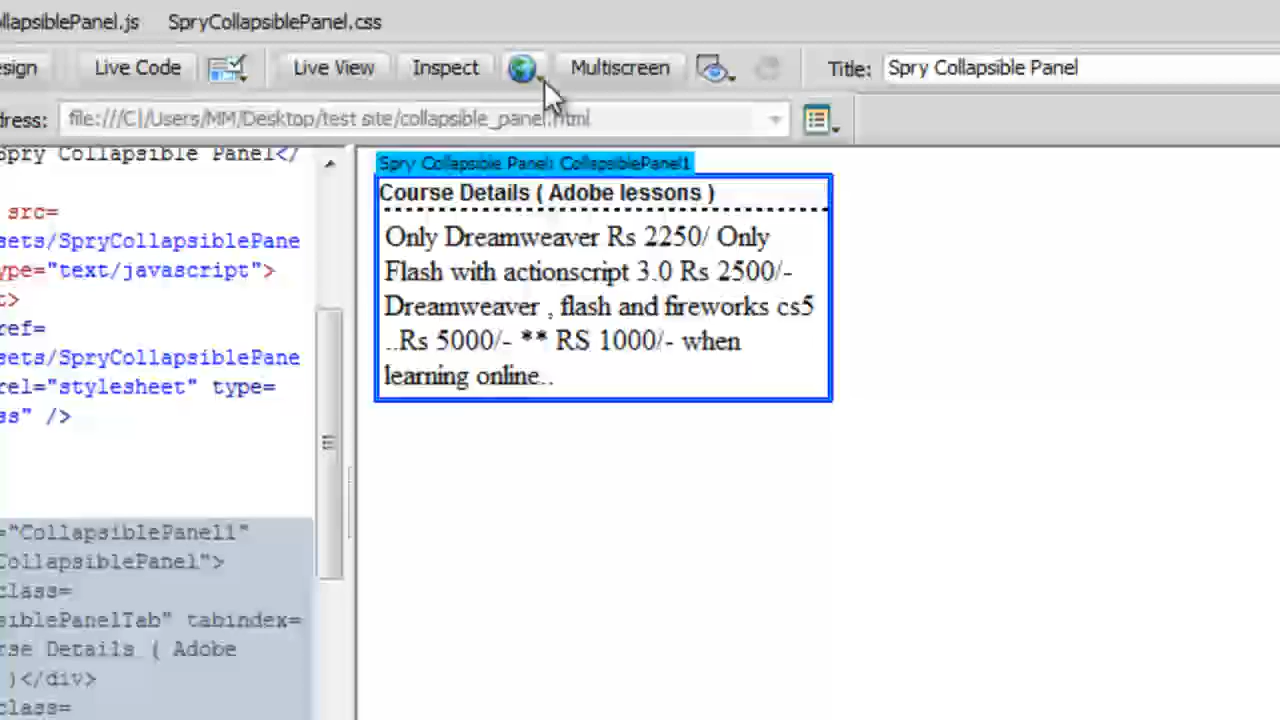 llapsiblePanel.js SpryCollapsiblePanel.css
esign Live Code Live View Inspect Multiscreen Title: Spry Collapsible Panel
ress: file:///C|/Users/MM/Desktop/test site/collapsible_panel.html
Spry Collapsible Panel</
src=
sets/SpryCollapsiblePane
ype="text/javascript">
t>
ref=
sets/SpryCollapsiblePane
rel="stylesheet" type=
ss" />
="CollapsiblePanel1"
CollapsiblePanel">
class=
siblePanelTab" tabindex=
rse Details ( Adobe
)</div>
class=
Spry Collapsible Panel: CollapsiblePanel1
Course Details ( Adobe lessons )
Only Dreamweaver Rs 2250/ Only
Flash with actionscript 3.0 Rs 2500/-
Dreamweaver , flash and fireworks cs5
..Rs 5000/- ** RS 1000/- when
learning online..